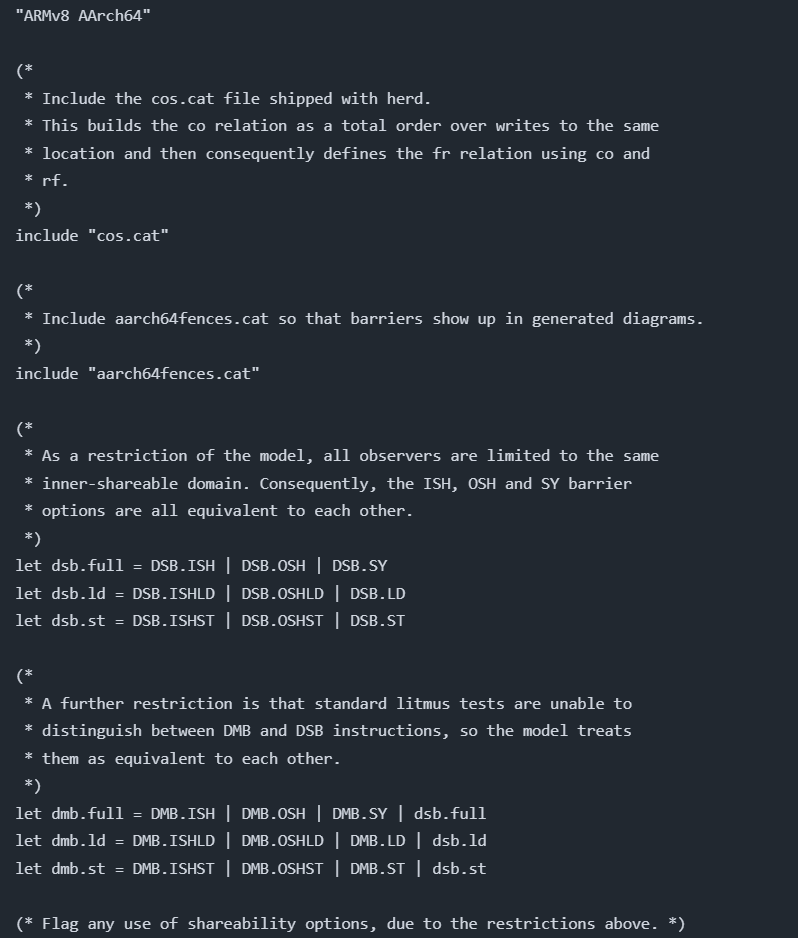 "ARMv8 AArch64"
(*
* Include the cos.cat file shipped with herd.
* This builds the co relation as a total order over writes to the same
* location and then consequently defines the fr relation using co and
* rf.
*)
include "cos.cat"
(*
* Include aarch64fences.cat so that barriers show up in generated diagrams.
*)
include "aarch64fences.cat"
(*
* As a restriction of the model, all observers are limited to the same
* inner-shareable domain. Consequently, the ISH, OSH and SY barrier
* options are all equivalent to each other.
*)
let dsb.full = DSB.ISH | DSB.OSH | DSB.SY
let dsb.ld = DSB.ISHLD | DSB.OSHLD | DSB.LD
let dsb.st = DSB.ISHST | DSB.OSHST | DSB.ST
(*
* A further restriction is that standard litmus tests are unable to
* distinguish between DMB and DSB instructions, so the model treats
* them as equivalent to each other.
*)
let dmb.full = DMB.ISH | DMB.OSH | DMB.SY | dsb.full
let dmb.ld = DMB.ISHLD | DMB.OSHLD | DMB.LD | dsb.ld
let dmb.st = DMB.ISHST | DMB.OSHST | DMB.ST | dsb.st
(* Flag any use of shareability options, due to the restrictions above. *)